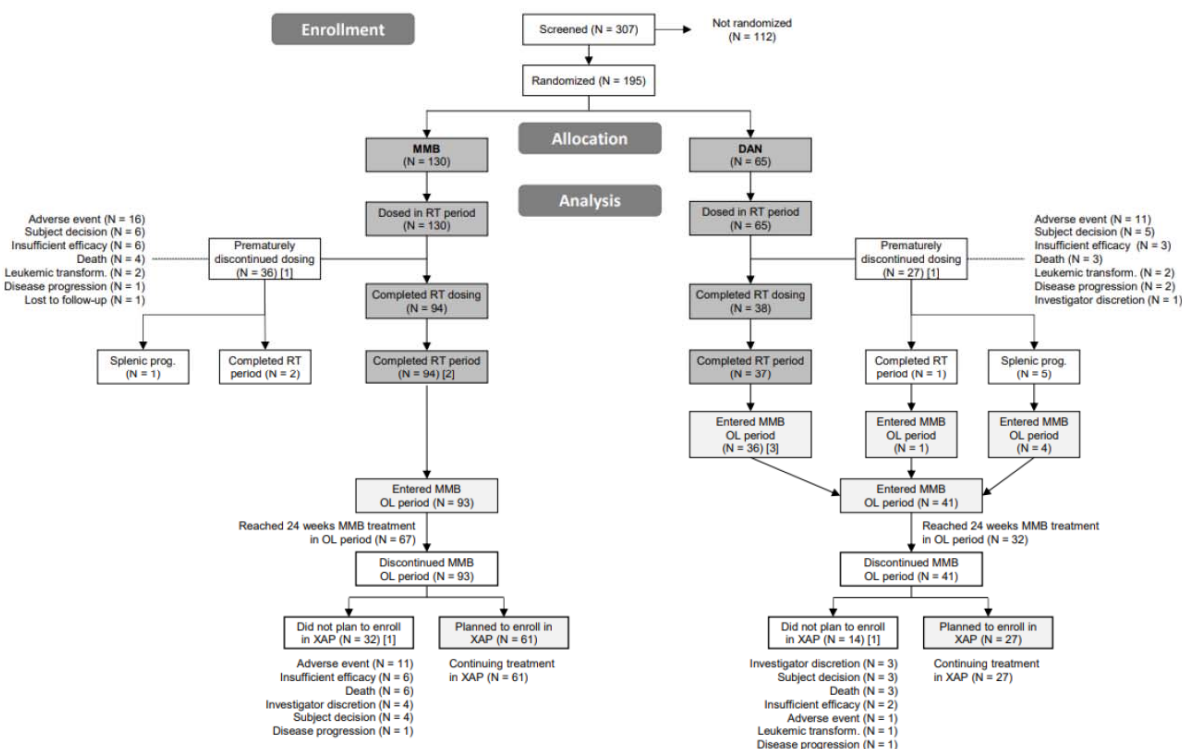 Enrollment
Screened (N = 307)
Not randomized
(N = 112)
Randomized (N = 195)
Allocation
MMB
(N = 130)
DAN
(N = 65)
Analysis
Dosed in RT period
(N = 130)
Dosed in RT period
(N = 65)
Adverse event (N = 16)
Subject decision (N = 6)
Insufficient efficacy (N = 6)
Death (N = 4)
Leukemic transform. (N = 2)
Disease progression (N = 1)
Lost to follow-up (N = 1)
Prematurely
discontinued dosing
(N = 36) [1]
Prematurely
discontinued dosing
(N = 27) [1]
Adverse event (N = 11)
Subject decision (N = 5)
Insufficient efficacy (N = 3)
Death (N = 3)
Leukemic transform. (N = 2)
Disease progression (N = 2)
Investigator discretion (N = 1)
Completed RT dosing
(N = 94)
Completed RT dosing
(N = 38)
Splenic prog.
(N = 1)
Completed RT
period (N = 2)
Completed RT period
(N = 94) [2]
Completed RT period
(N = 37)
Completed RT
period (N = 1)
Splenic prog.
(N = 5)
Entered MMB
OL period
(N = 36) [3]
Entered MMB
OL period
(N = 1)
Entered MMB
OL period
(N = 4)
Entered MMB
OL period (N = 93)
Entered MMB
OL period (N = 41)
Reached 24 weeks MMB treatment
in OL period (N = 67)
Reached 24 weeks MMB treatment
in OL period (N = 32)
Discontinued MMB
OL period (N = 93)
Discontinued MMB
OL period (N = 41)
Did not plan to enroll
in XAP (N = 32) [1]
Planned to enroll in
XAP (N = 61)
Did not plan to enroll
in XAP (N = 14) [1]
Planned to enroll in
XAP (N = 27)
Adverse event (N = 11)
Insufficient efficacy (N = 6)
Death (N = 6)
Investigator discretion (N = 4)
Subject decision (N = 4)
Disease progression (N = 1)
Continuing treatment
in XAP (N = 61)
Investigator discretion (N = 3)
Subject decision (N = 3)
Death (N = 3)
Insufficient efficacy (N = 2)
Adverse event (N = 1)
Leukemic transform. (N = 1)
Disease progression (N = 1)
Continuing treatment
in XAP (N = 27)